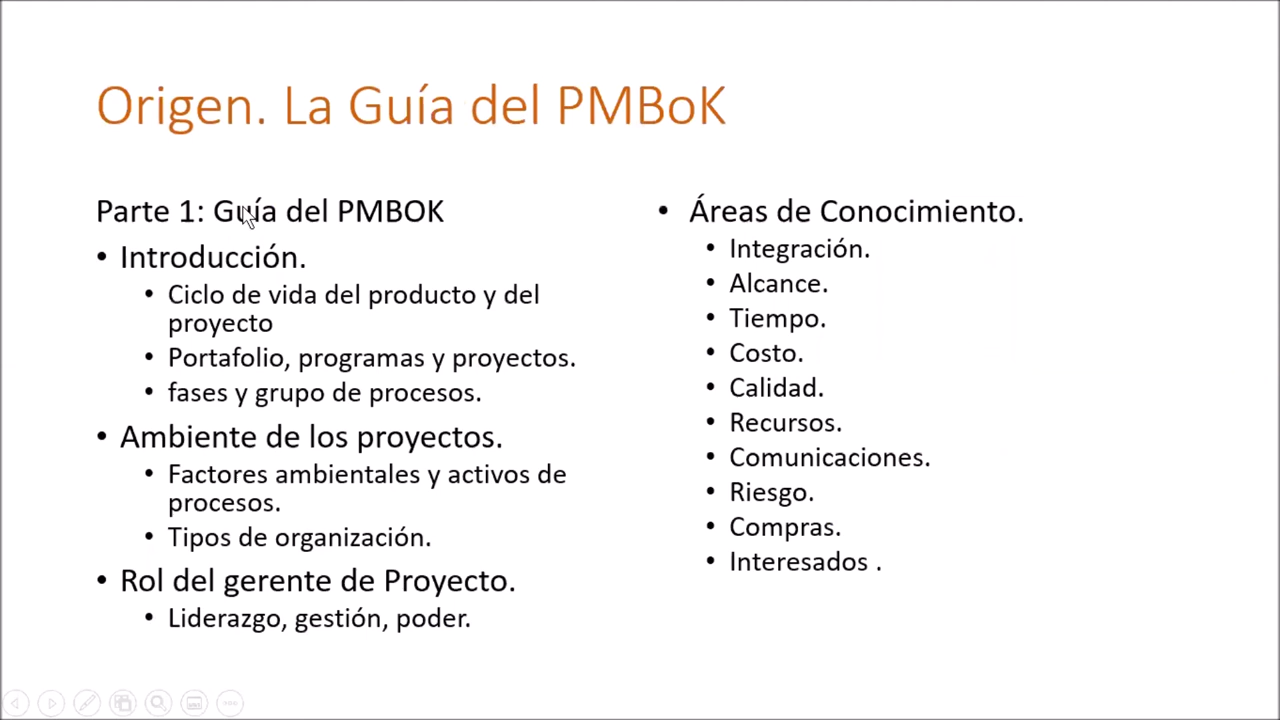 Origen. La Guía del PMBoK
Parte 1: Guía del PMBOK
• Introducción.
• Ciclo de vida del producto y del
proyecto
• Portafolio, programas y proyectos.
• fases y grupo de procesos.
• Ambiente de los proyectos.
• Factores ambientales y activos de
procesos.
• Tipos de organización.
• Rol del gerente de Proyecto.
• Liderazgo, gestión, poder.
• Áreas de Conocimiento.
• Integración.
• Alcance.
• Tiempo.
• Costo.
• Calidad.
• Recursos.
• Comunicaciones.
• Riesgo.
• Compras.
• Interesados .